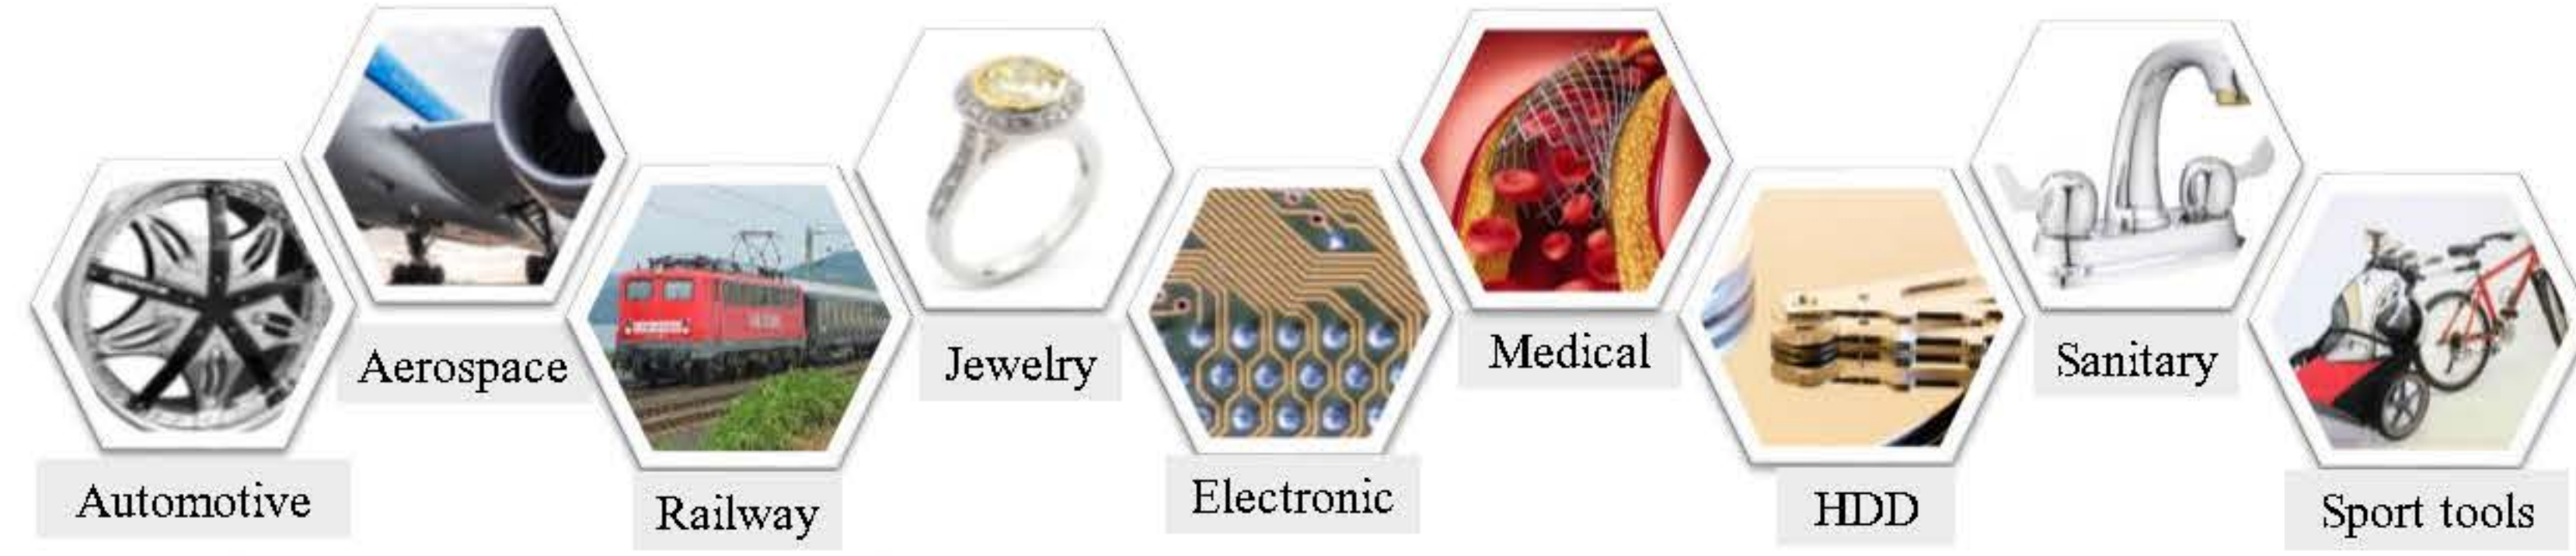 Automotive
Aerospace
Railway
Jewelry
Electronic
Medical
HDD
Sanitary
Sport tools